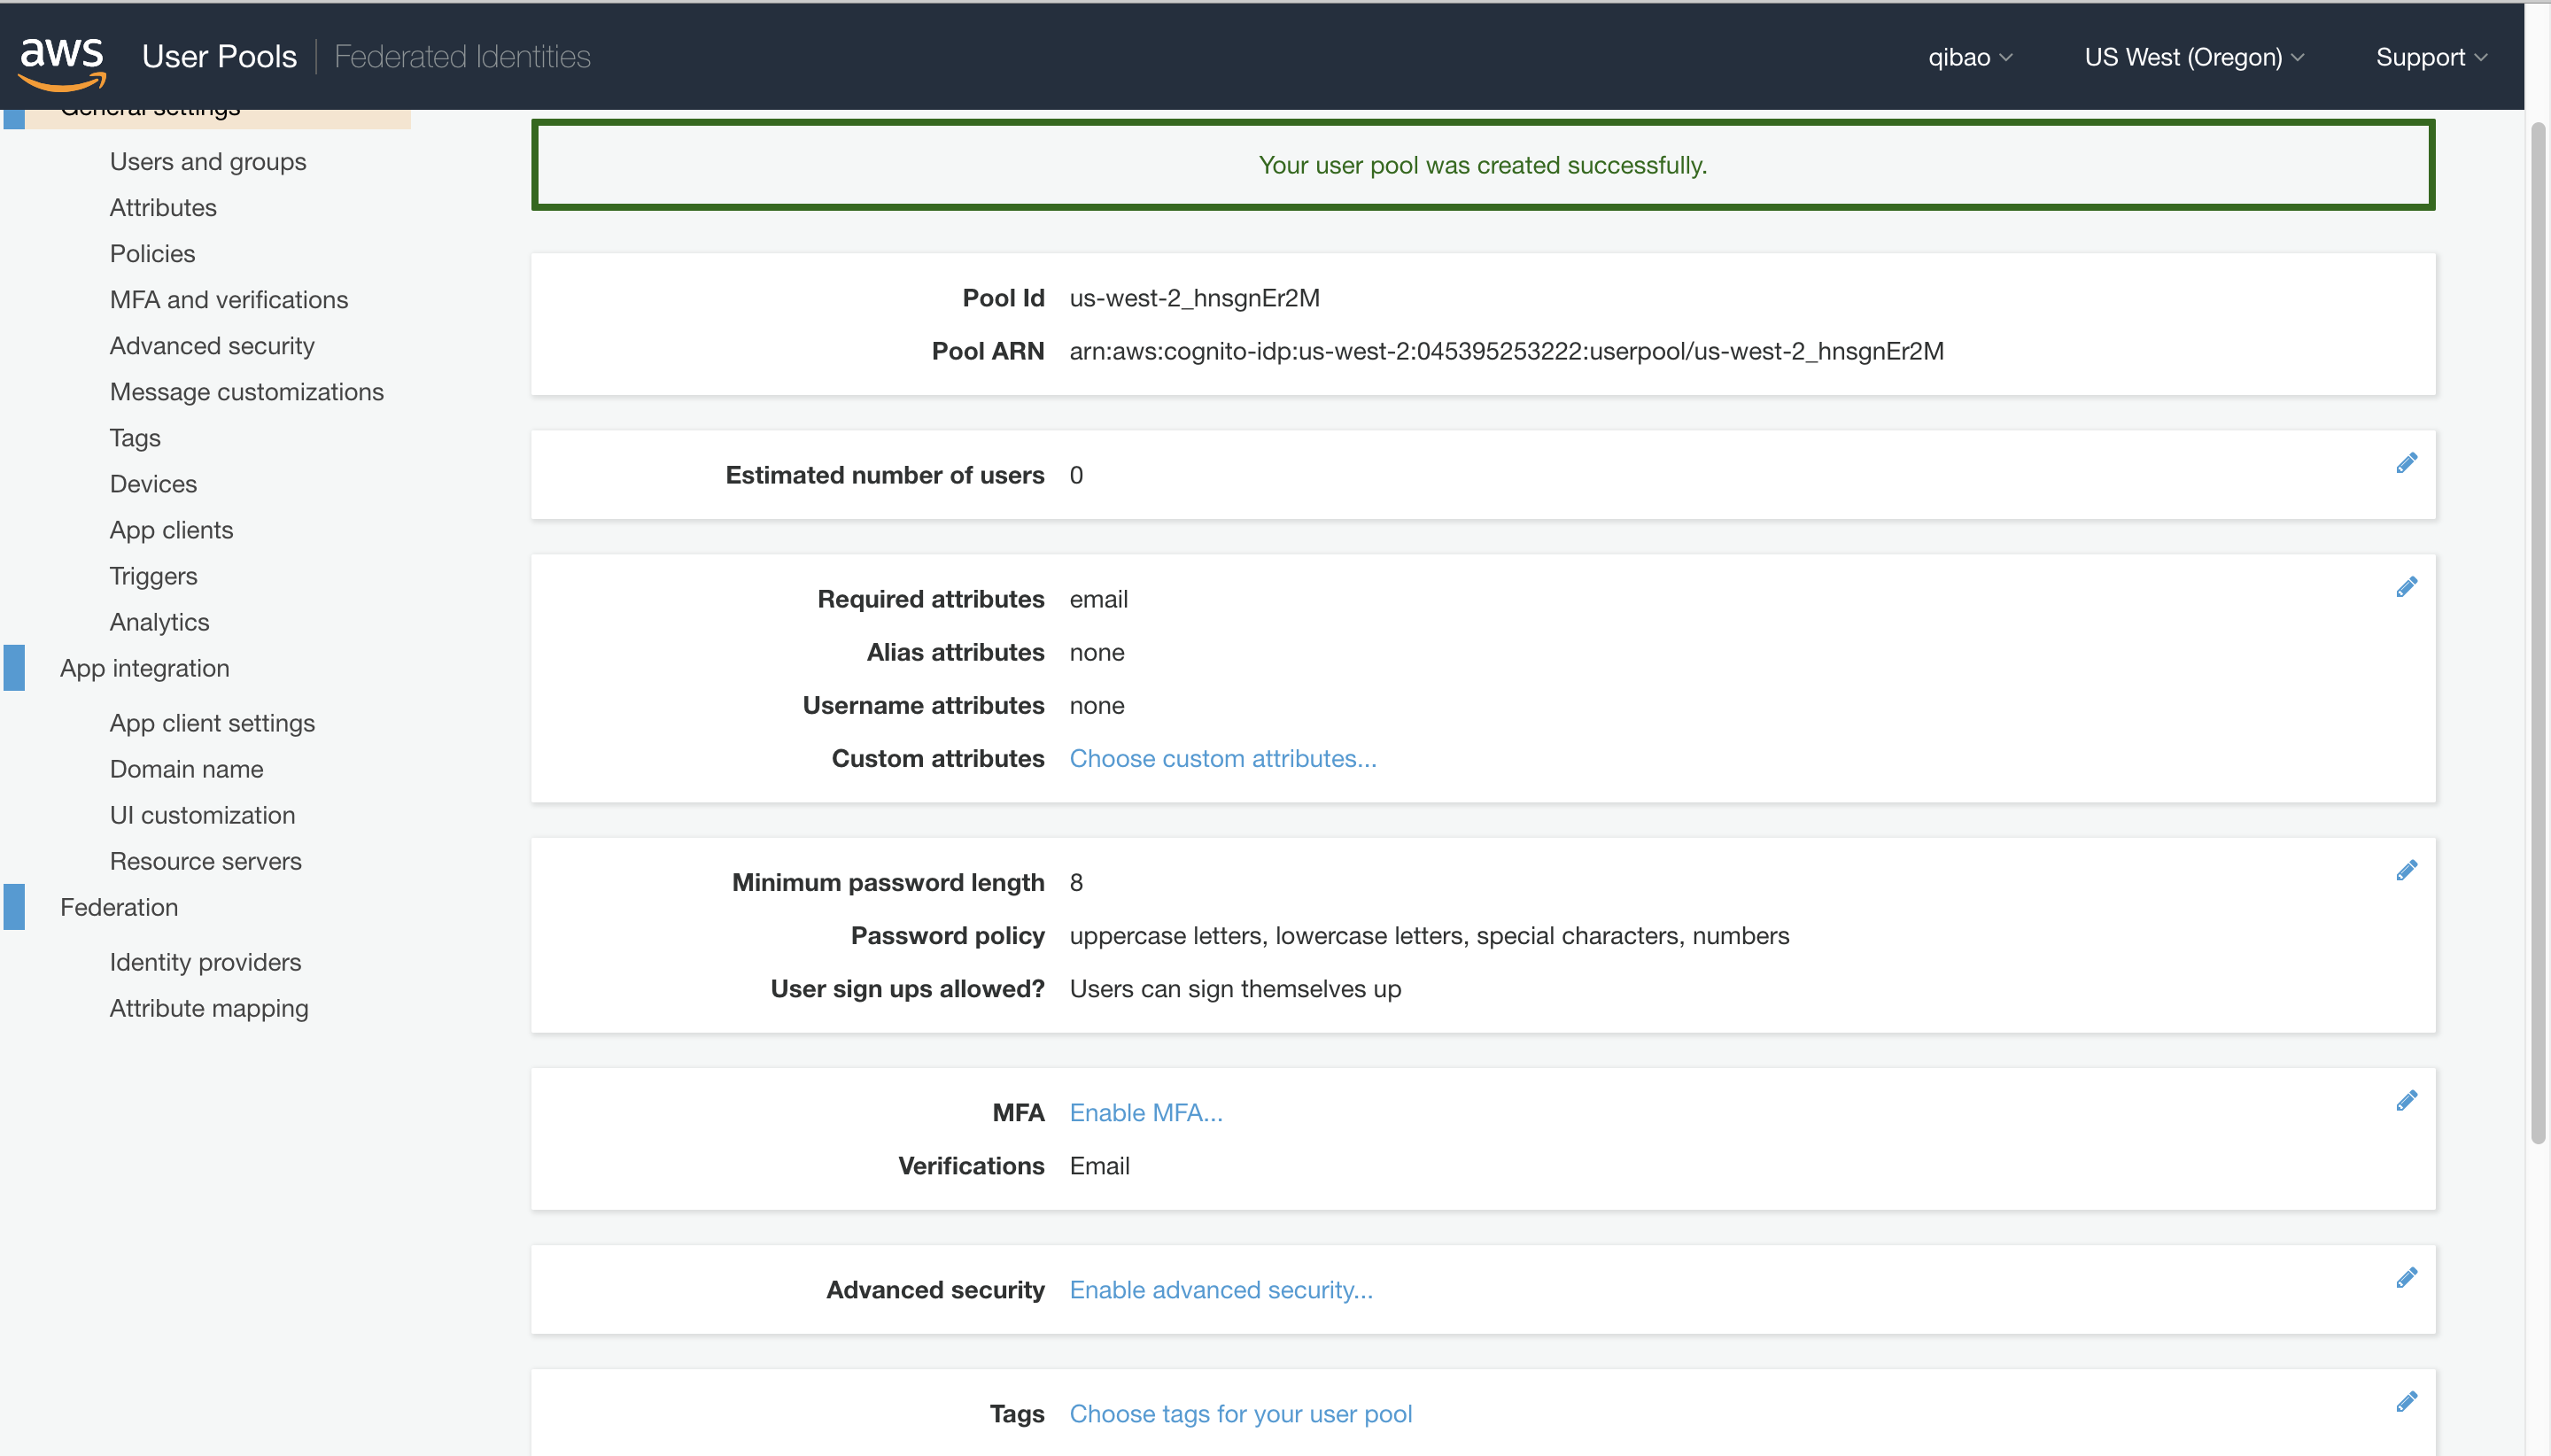 aws User Pools Federated Identities qibao US West (Oregon) Support
General settings
Users and groups
Attributes
Policies
MFA and verifications
Advanced security
Message customizations
Tags
Devices
App clients
Triggers
Analytics
App integration
App client settings
Domain name
UI customization
Resource servers
Federation
Identity providers
Attribute mapping
Your user pool was created successfully.
Pool Id us-west-2_hnsgnEr2M
Pool ARN arn:aws:cognito-idp:us-west-2:045395253222:userpool/us-west-2_hnsgnEr2M
Estimated number of users 0
Required attributes email
Alias attributes none
Username attributes none
Custom attributes Choose custom attributes...
Minimum password length 8
Password policy uppercase letters, lowercase letters, special characters, numbers
User sign ups allowed? Users can sign themselves up
MFA Enable MFA...
Verifications Email
Advanced security Enable advanced security...
Tags Choose tags for your user pool